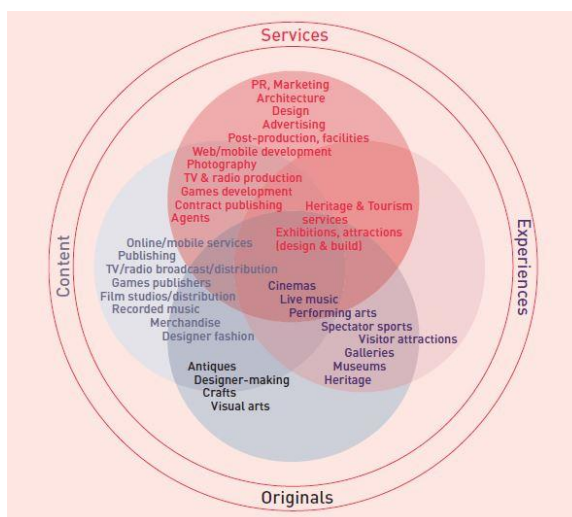 Services
PR, Marketing
Architecture
Design
Advertising
Post-production, facilities
Web/mobile development
Photography
TV & radio production
Games development
Contract publishing
Agents
Heritage & Tourism
services
Exhibitions, attractions
(design & build)
Content
Online/mobile services
Publishing
TV/radio broadcast/distribution
Games publishers
Film studios/distribution
Recorded music
Merchandise
Designer fashion
Experiences
Cinemas
Live music
Performing arts
Spectator sports
Visitor attractions
Galleries
Museums
Heritage
Antiques
Designer-making
Crafts
Visual arts
Originals